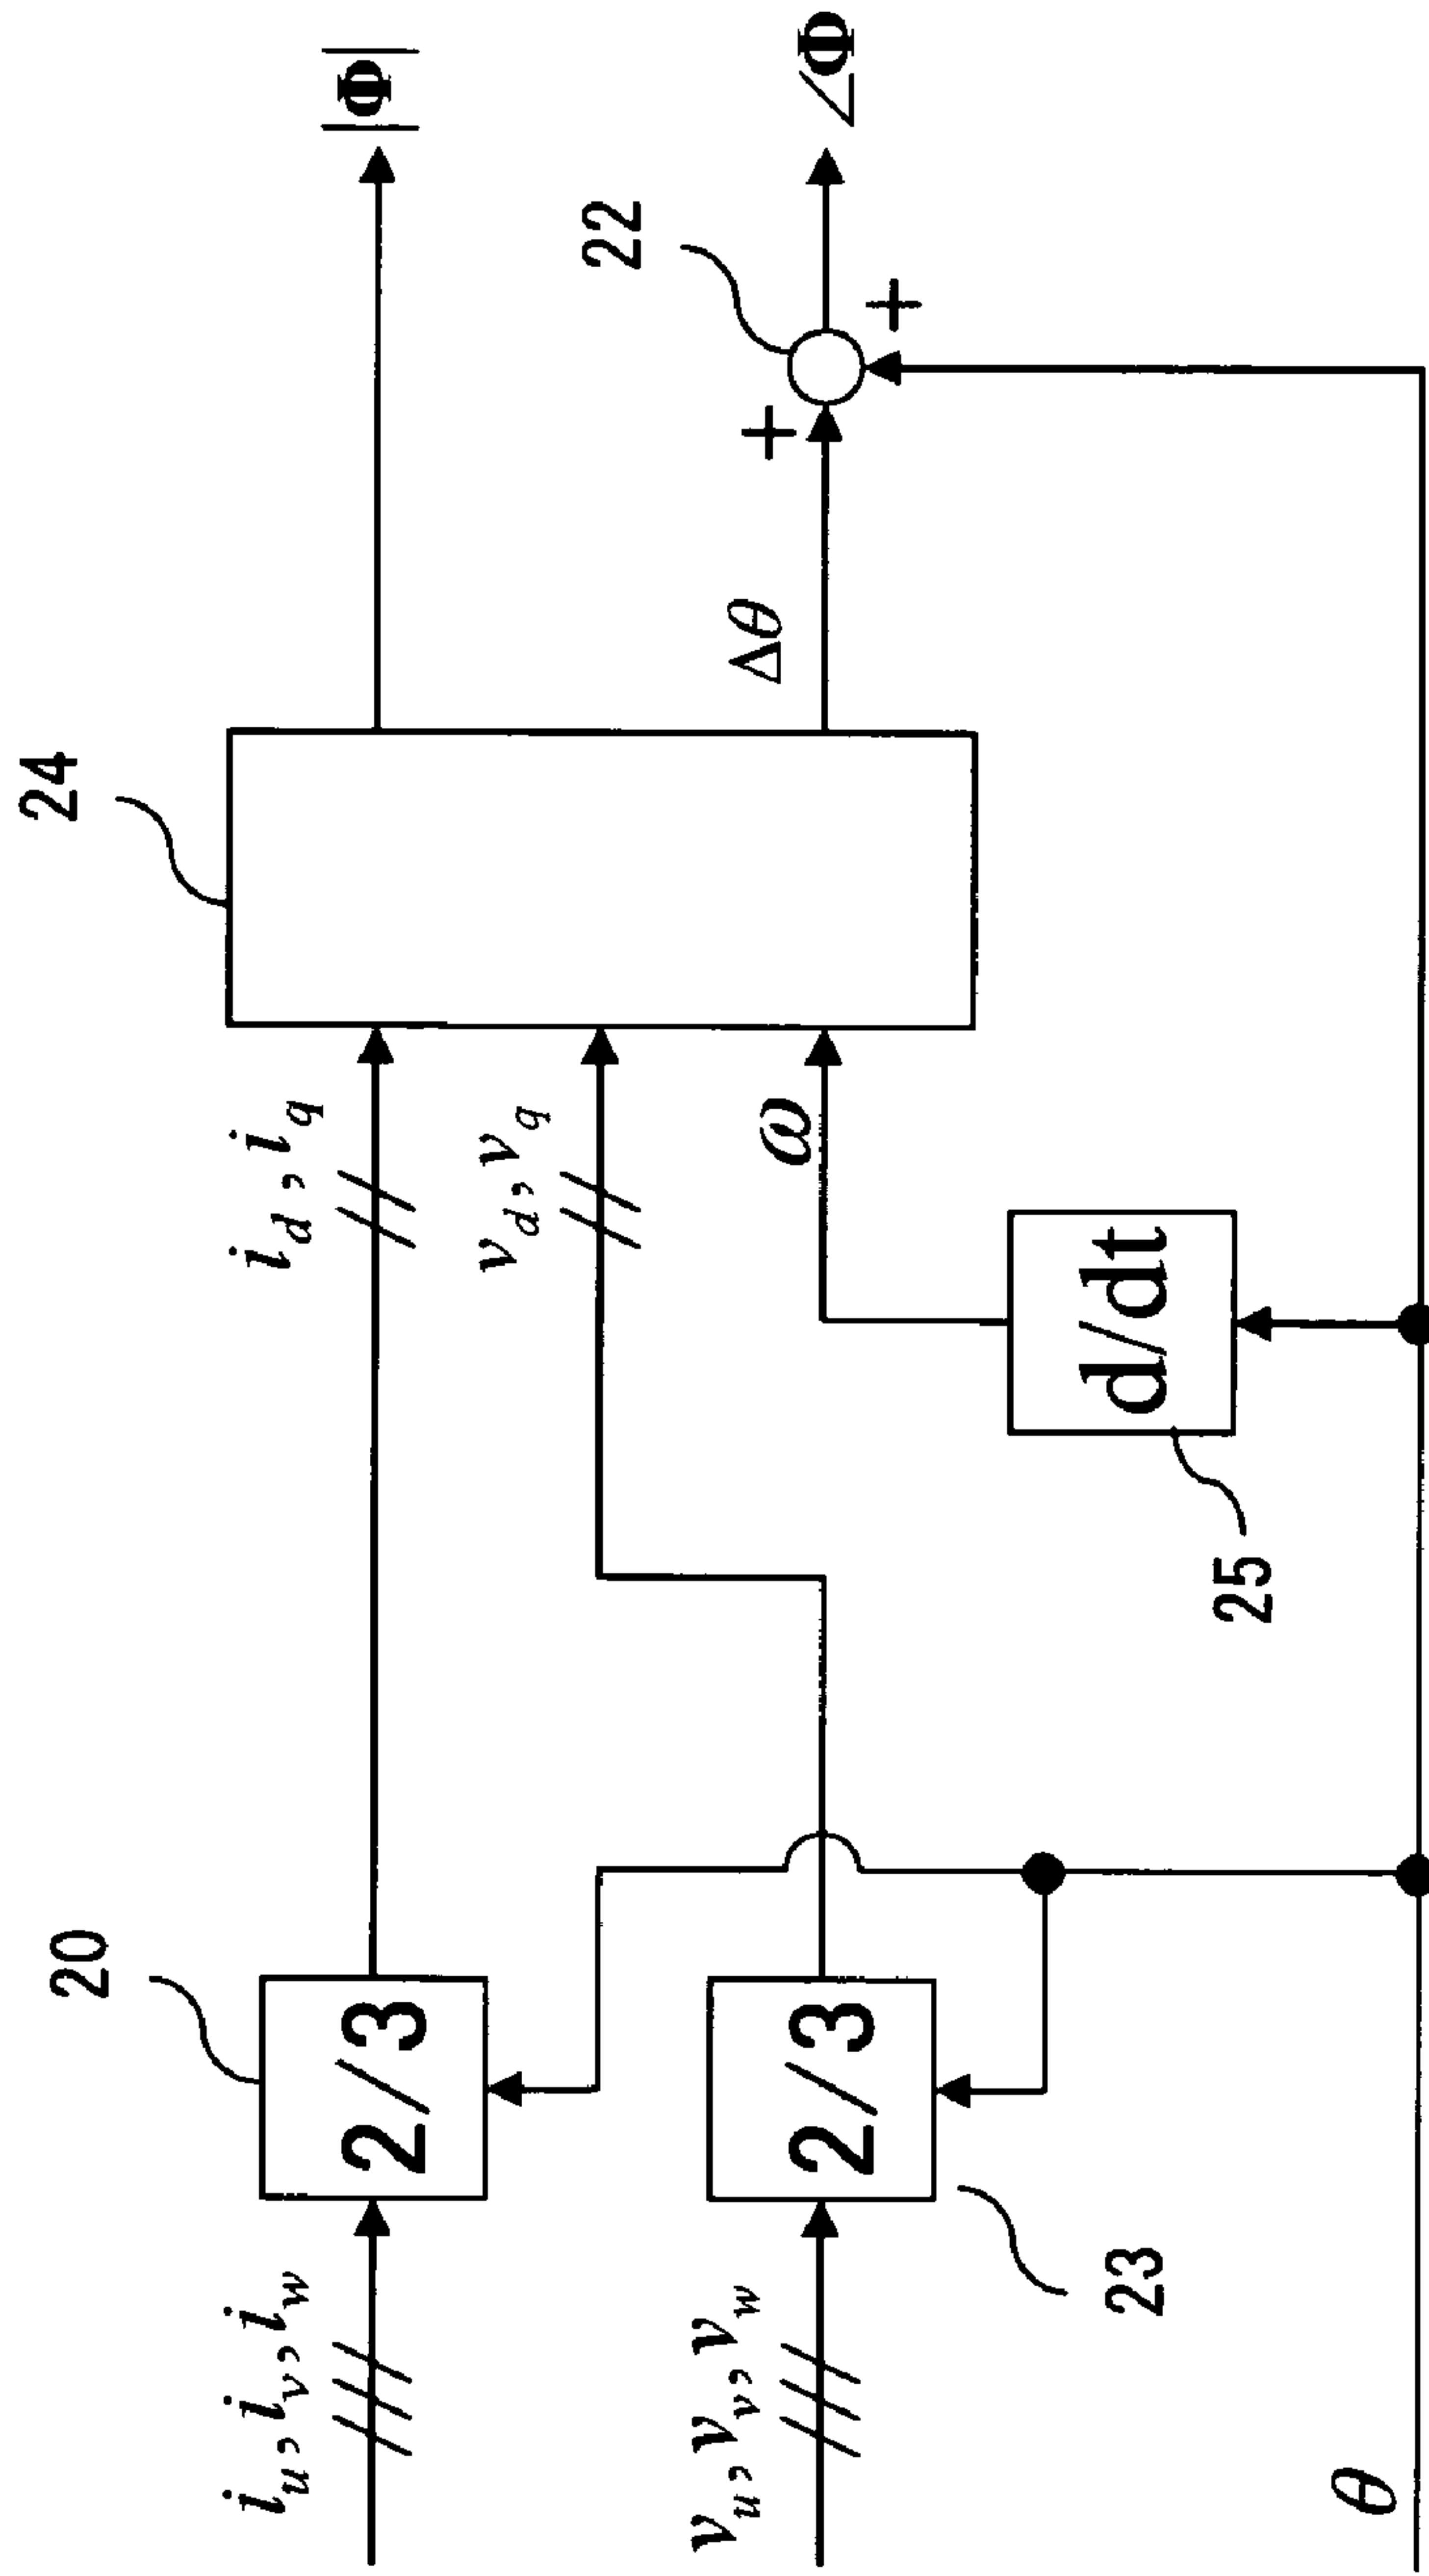 i_u, i_v, i_w
2/3
20
i_d, i_q
24
|Φ|
v_u, v_v, v_w
2/3
23
v_d, v_q
ω
d/dt
25
Δθ
+
+
22
∠Φ
θ